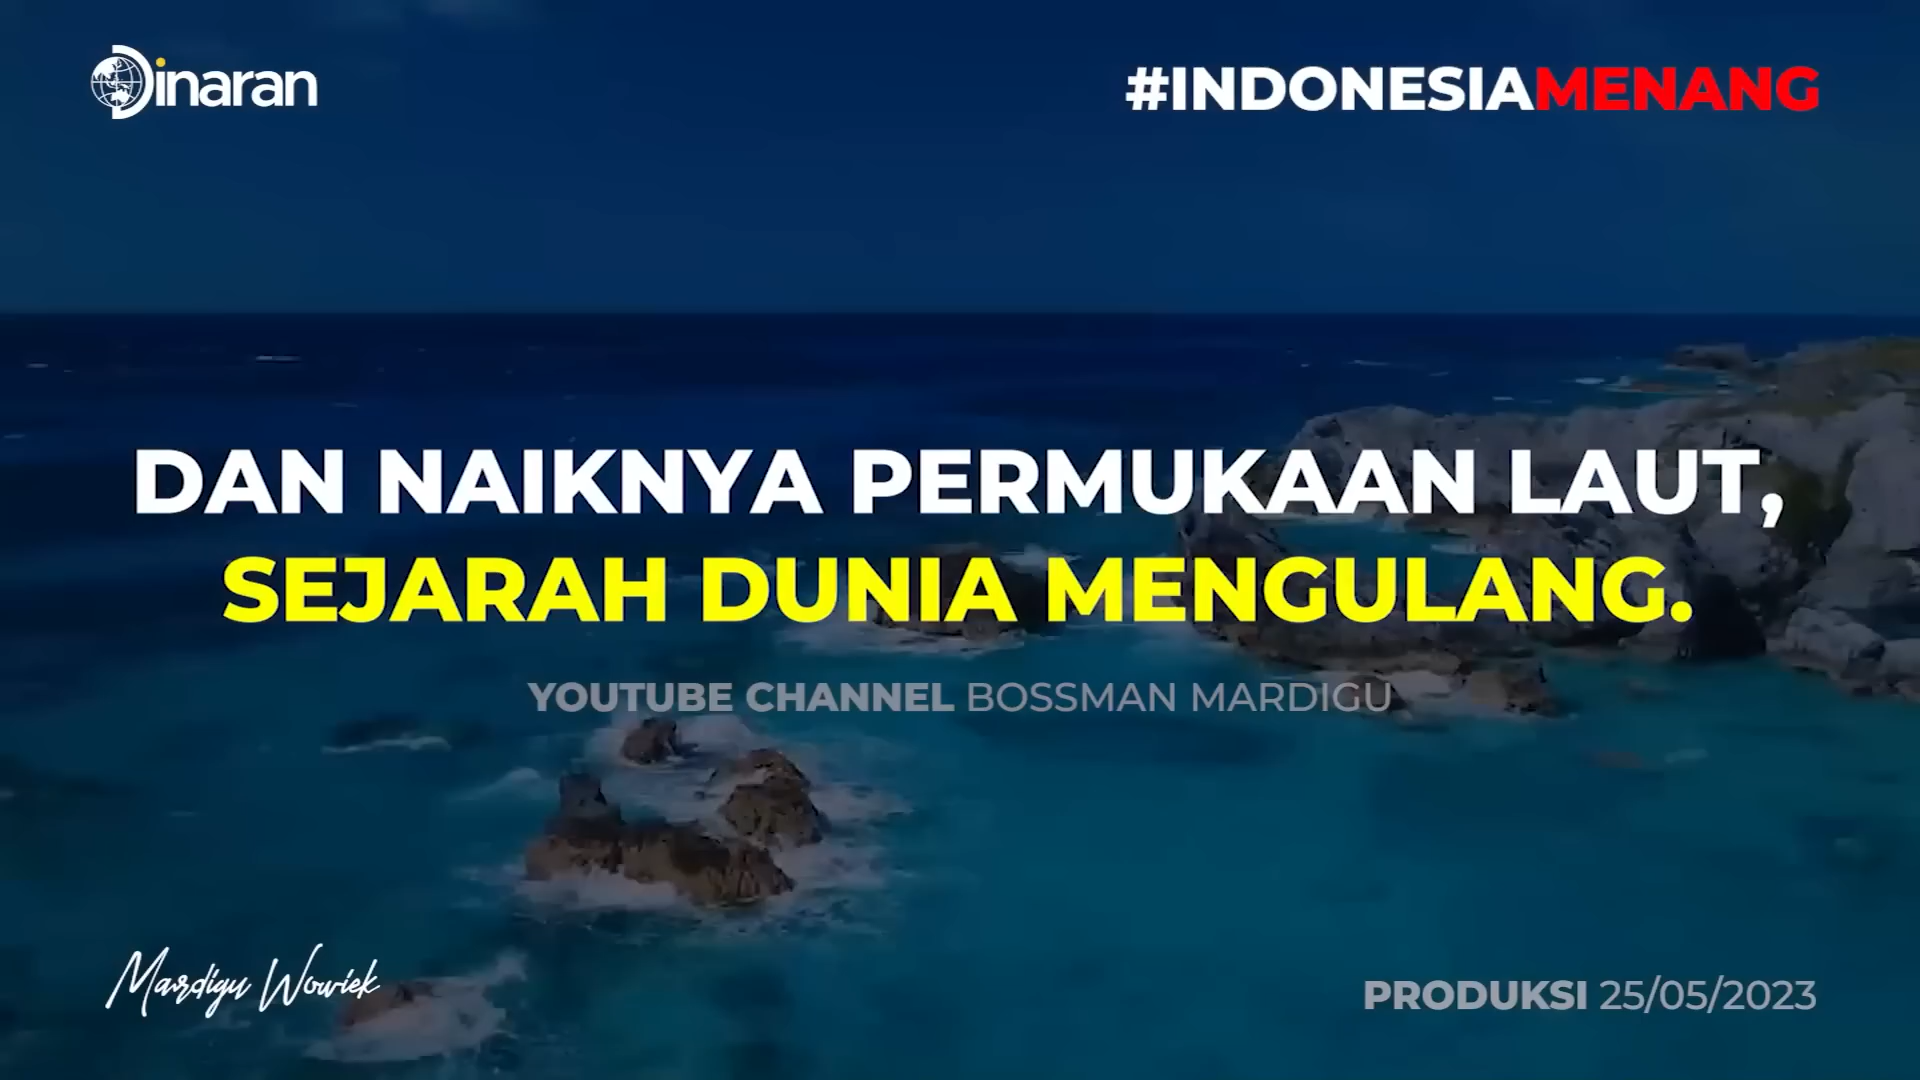 Dinaran
#INDONESIAMENANG
DAN NAIKNYA PERMUKAAN LAUT,
SEJARAH DUNIA MENGULANG.
YOUTUBE CHANNEL BOSSMAN MARDIGU
Mardigu Wowiek
PRODUKSI 25/05/2023